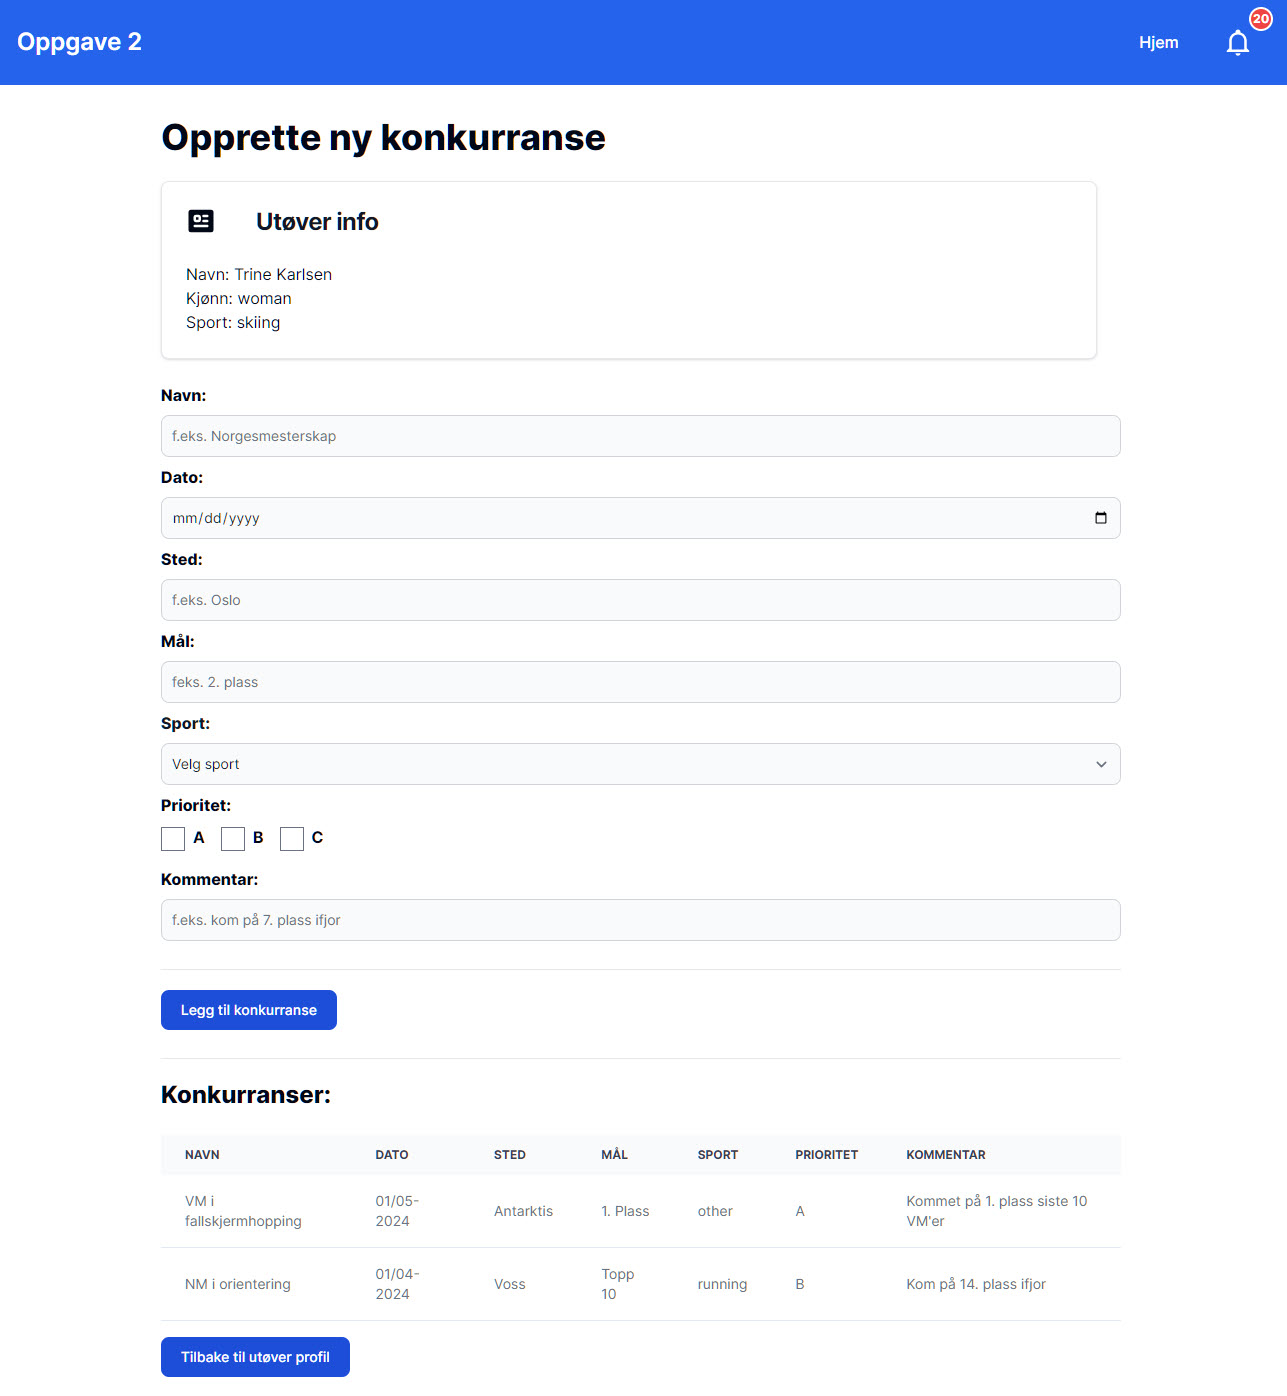 Oppgave 2
Hjem
20
Opprette ny konkurranse
Utøver info
Navn: Trine Karlsen
Kjønn: woman
Sport: skiing
Navn:
f.eks. Norgesmesterskap
Dato:
mm/dd/yyyy
Sted:
f.eks. Oslo
Mål:
feks. 2. plass
Sport:
Velg sport
Prioritet:
A B C
Kommentar:
f.eks. kom på 7. plass ifjor
Legg til konkurranse
Konkurranser:
NAVN DATO STED MÅL SPORT PRIORITET KOMMENTAR
VM i
fallskjermhopping
01/05-
2024
Antarktis
1. Plass
other
A
Kommet på 1. plass siste 10
VM'er
NM i orientering
01/04-
2024
Voss
Topp
10
running
B
Kom på 14. plass ifjor
Tilbake til utøver profil